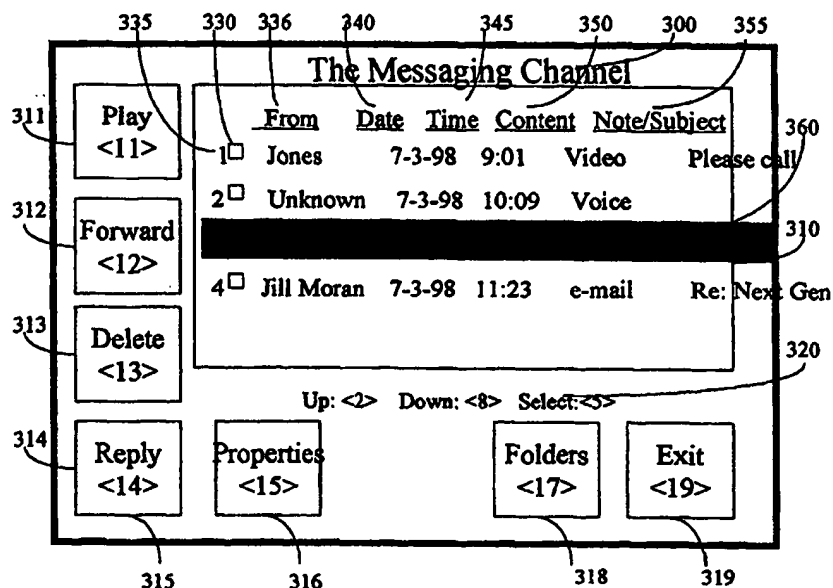 335 330 336 340 345 350 300 355
The Messaging Channel
311 Play <11>
From Date Time Content Note/Subject
360
1 Jones 7-3-98 9:01 Video Please call
2 Unknown 7-3-98 10:09 Voice
312 Forward <12>
310
4 Jill Moran 7-3-98 11:23 e-mail Re: Next Gen
313 Delete <13>
320
Up: <2> Down: <8> Select:<5>
314 Reply <14>
Properties <15>
Folders <17>
Exit <19>
315 316 318 319